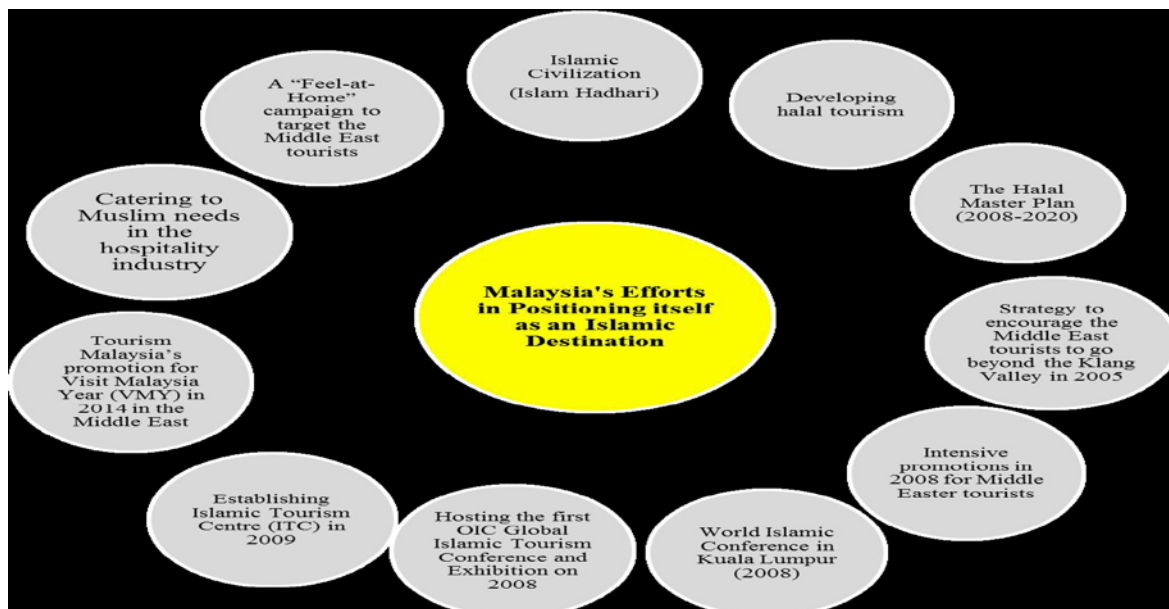 Islamic
Civilization
(Islam Hadhari)
Developing
halal tourism
The Halal
Master Plan
(2008-2020)
Strategy to
encourage the
Middle East
tourists to go
beyond the Klang
Valley in 2005
Intensive
promotions in
2008 for Middle
Easter tourists
World Islamic
Conference in
Kuala Lumpur
(2008)
Hosting the first
OIC Global
Islamic Tourism
Conference and
Exhibition on
2008
Establishing
Islamic Tourism
Centre (ITC) in
2009
Tourism
Malaysia’s
promotion for
Visit Malaysia
Year (VMY) in
2014 in the
Middle East
Catering to
Muslim needs
in the
hospitality
industry
A “Feel-at-
Home”
campaign to
target the
Middle East
tourists
Malaysia's Efforts
in Positioning itself
as an Islamic
Destination